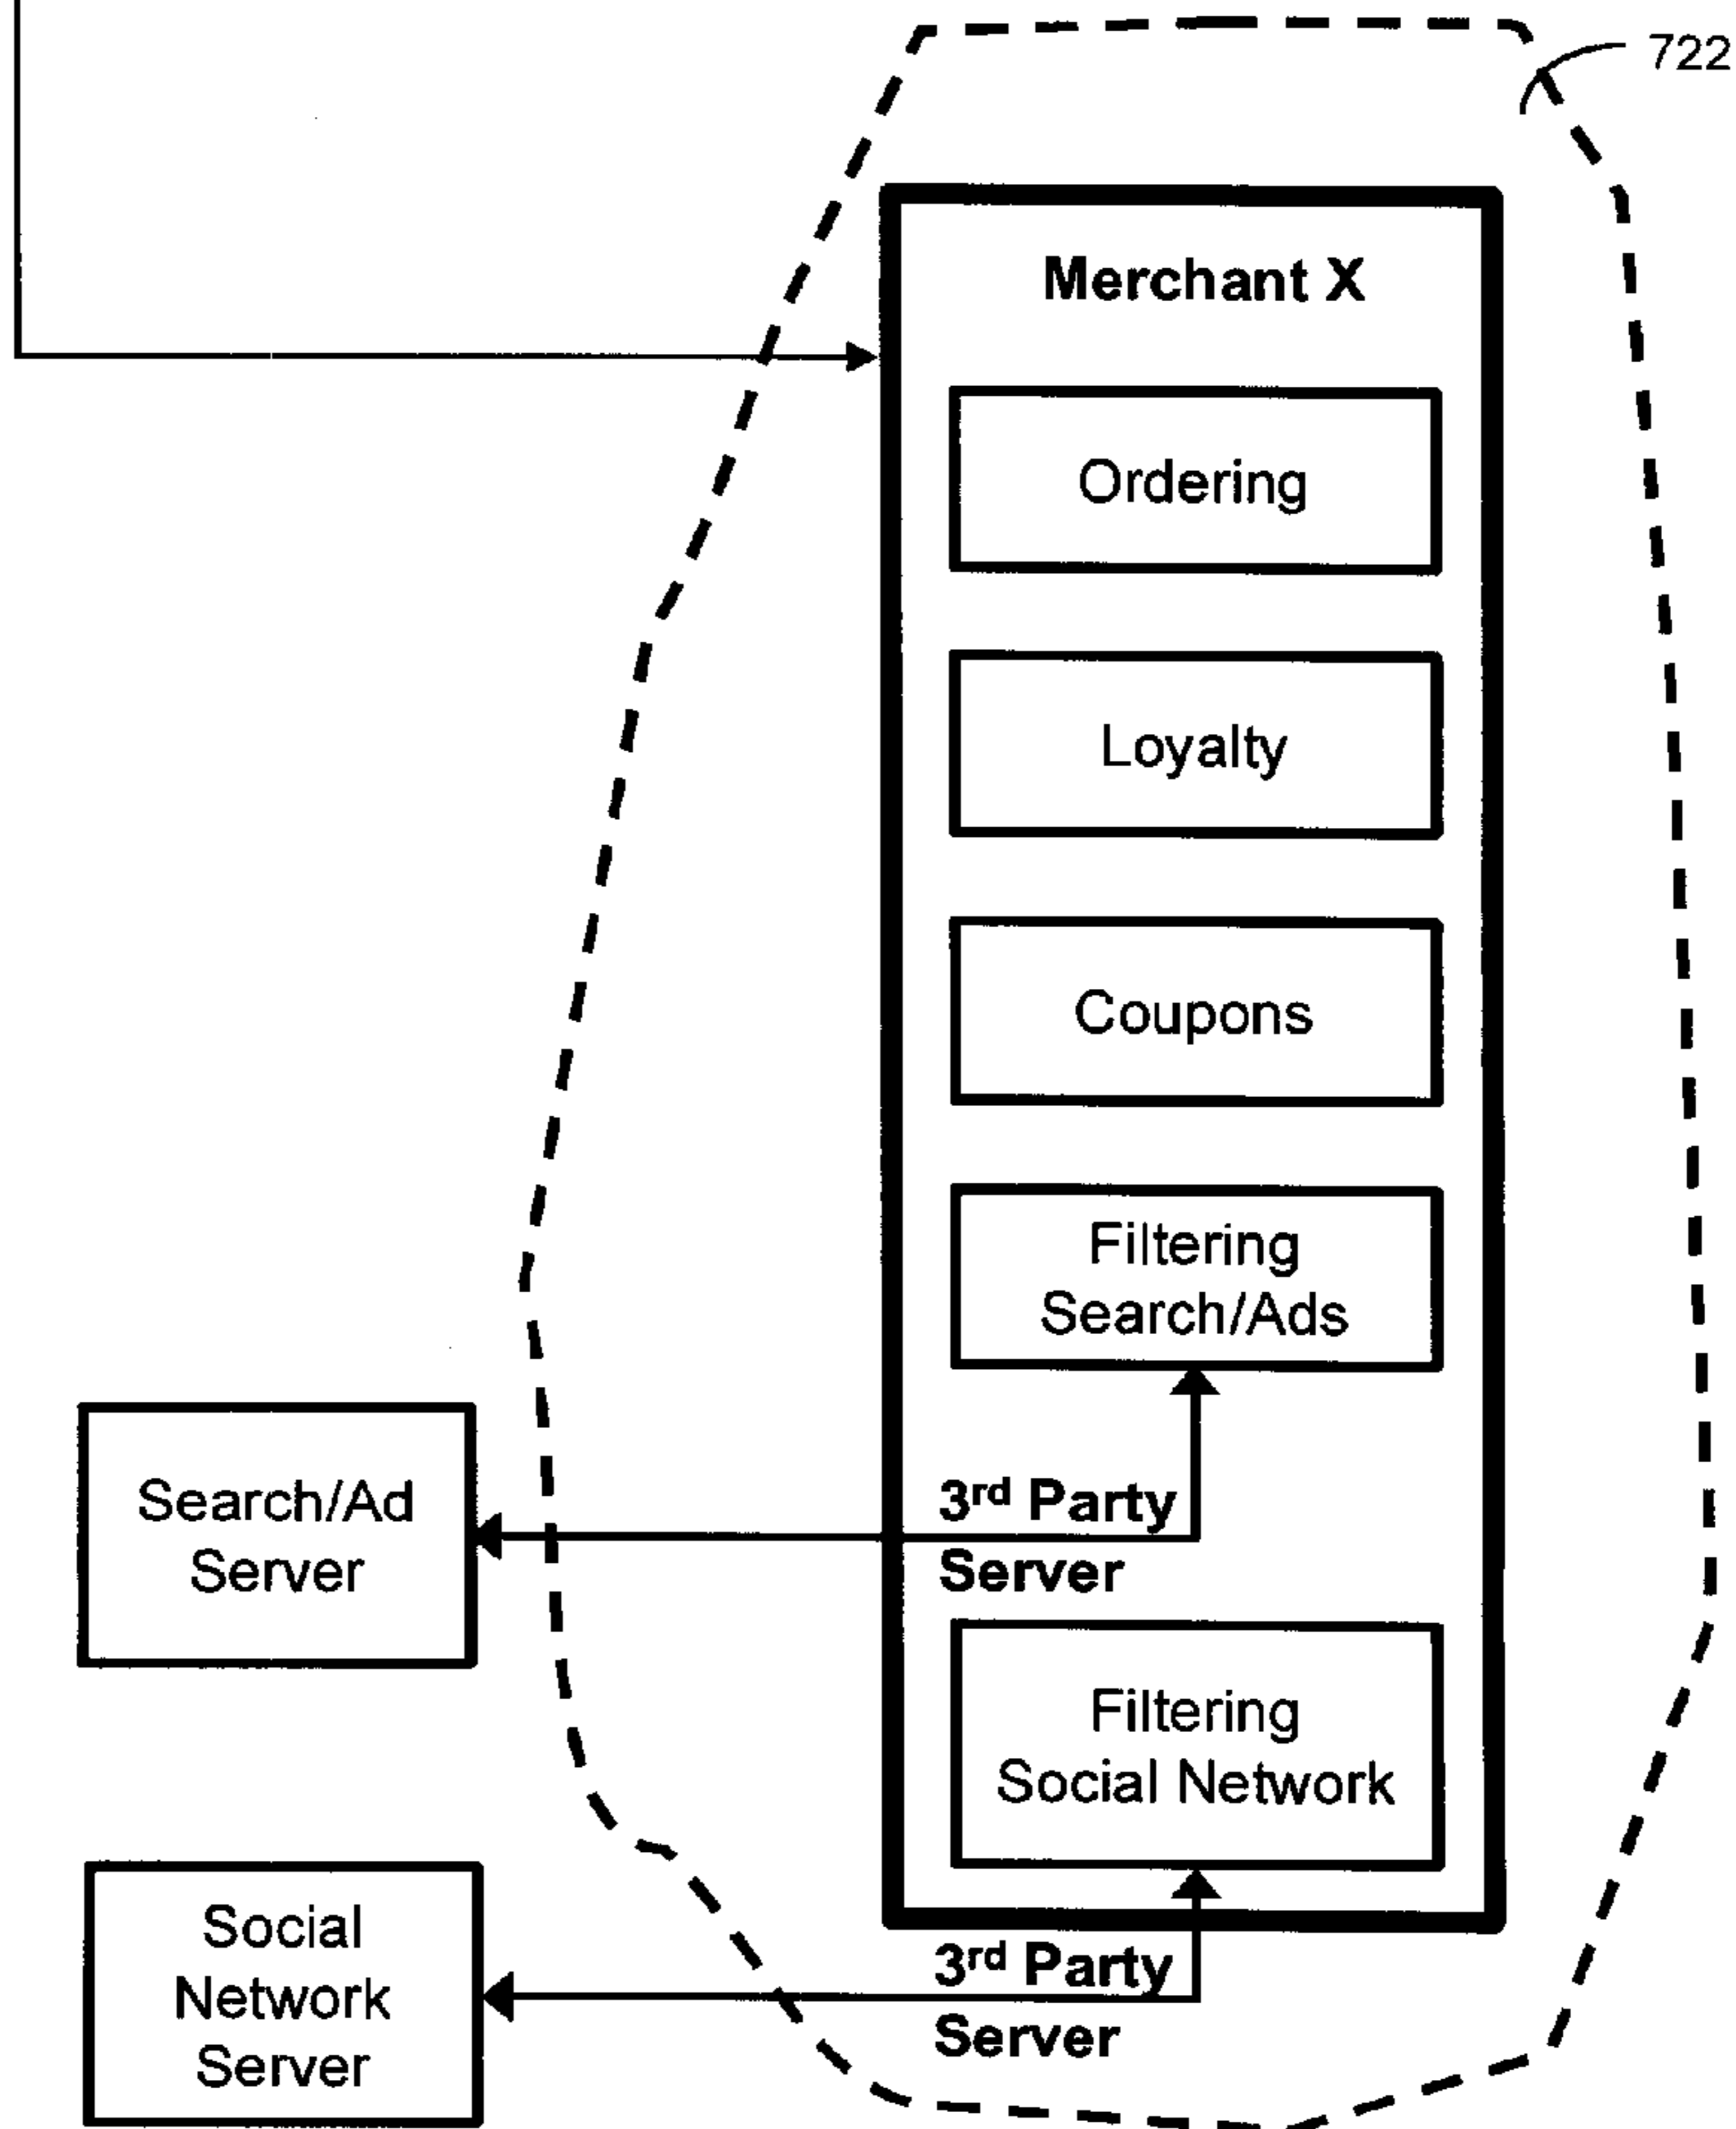 722
Merchant X
Ordering
Loyalty
Coupons
Filtering
Search/Ads
Search/Ad
Server
3rd Party
Server
Filtering
Social Network
Social
Network
Server
3rd Party
Server